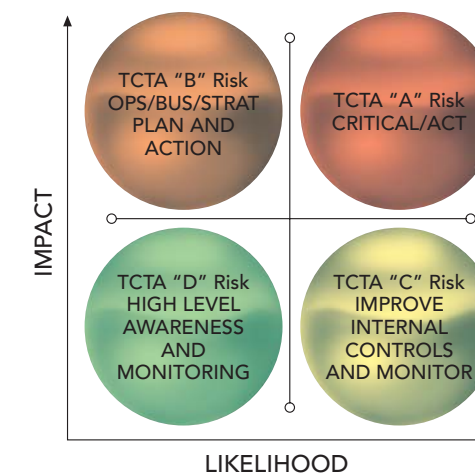 TCTA “B” Risk
OPS/BUS/STRAT
PLAN AND
ACTION
TCTA “A” Risk
CRITICAL/ACT
IMPACT
TCTA “D” Risk
HIGH LEVEL
AWARENESS
AND
MONITORING
TCTA “C” Risk
IMPROVE
INTERNAL
CONTROLS
AND MONITOR
LIKELIHOOD